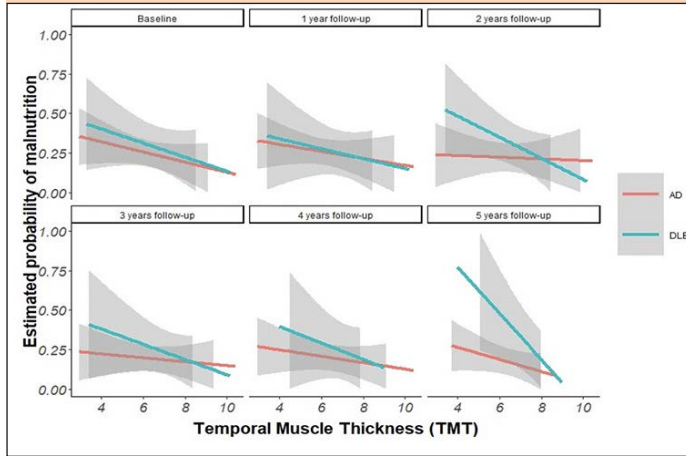 Estimated probability of malnutrition
Baseline
1 year follow-up
2 years follow-up
1.00
0.75
0.50
0.25
0.00
3 years follow-up
4 years follow-up
5 years follow-up
1.00
0.75
0.50
0.25
0.00
4 6 8 10
4 6 8 10
4 6 8 10
Temporal Muscle Thickness (TMT)
AD
DLB